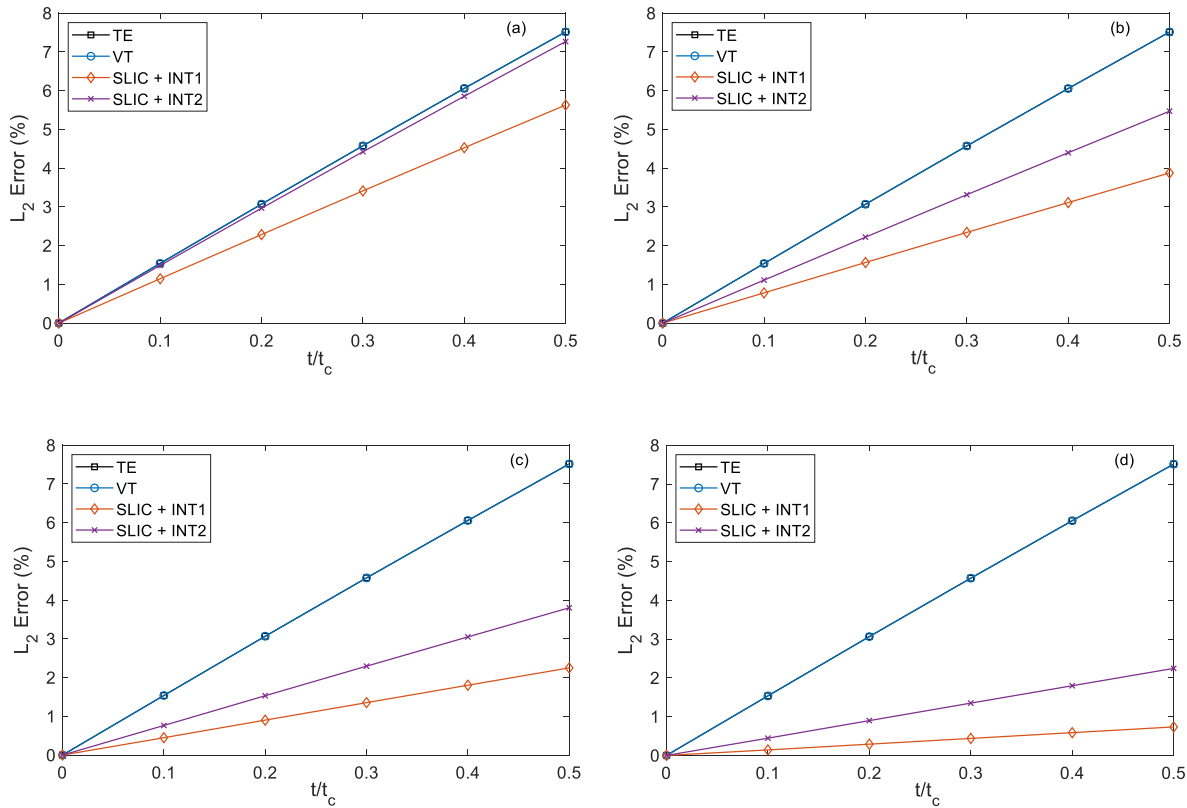 (a)
TE
VT
SLIC + INT1
SLIC + INT2
L2 Error (%)
8
7
6
5
4
3
2
1
0
0 0.1 0.2 0.3 0.4 0.5
t/tc
(b)
TE
VT
SLIC + INT1
SLIC + INT2
L2 Error (%)
8
7
6
5
4
3
2
1
0
0 0.1 0.2 0.3 0.4 0.5
t/tc
(c)
TE
VT
SLIC + INT1
SLIC + INT2
L2 Error (%)
8
7
6
5
4
3
2
1
0
0 0.1 0.2 0.3 0.4 0.5
t/tc
(d)
TE
VT
SLIC + INT1
SLIC + INT2
L2 Error (%)
8
7
6
5
4
3
2
1
0
0 0.1 0.2 0.3 0.4 0.5
t/tc